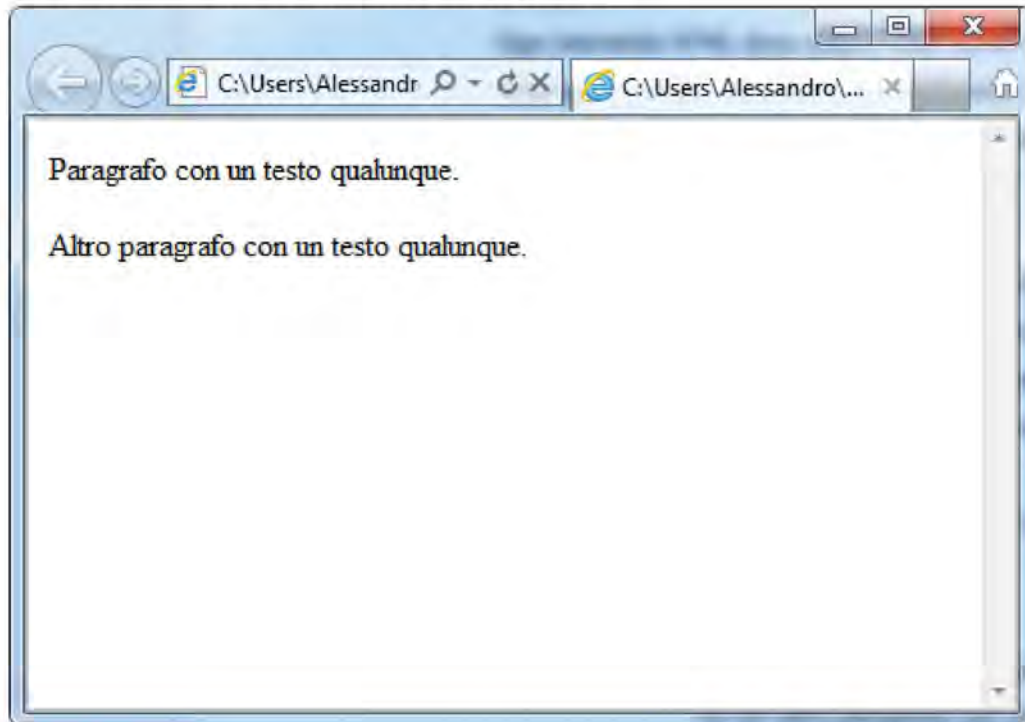 C:\Users\Alessandr
C:\Users\Alessandro\...
Paragrafo con un testo qualunque.
Altro paragrafo con un testo qualunque.